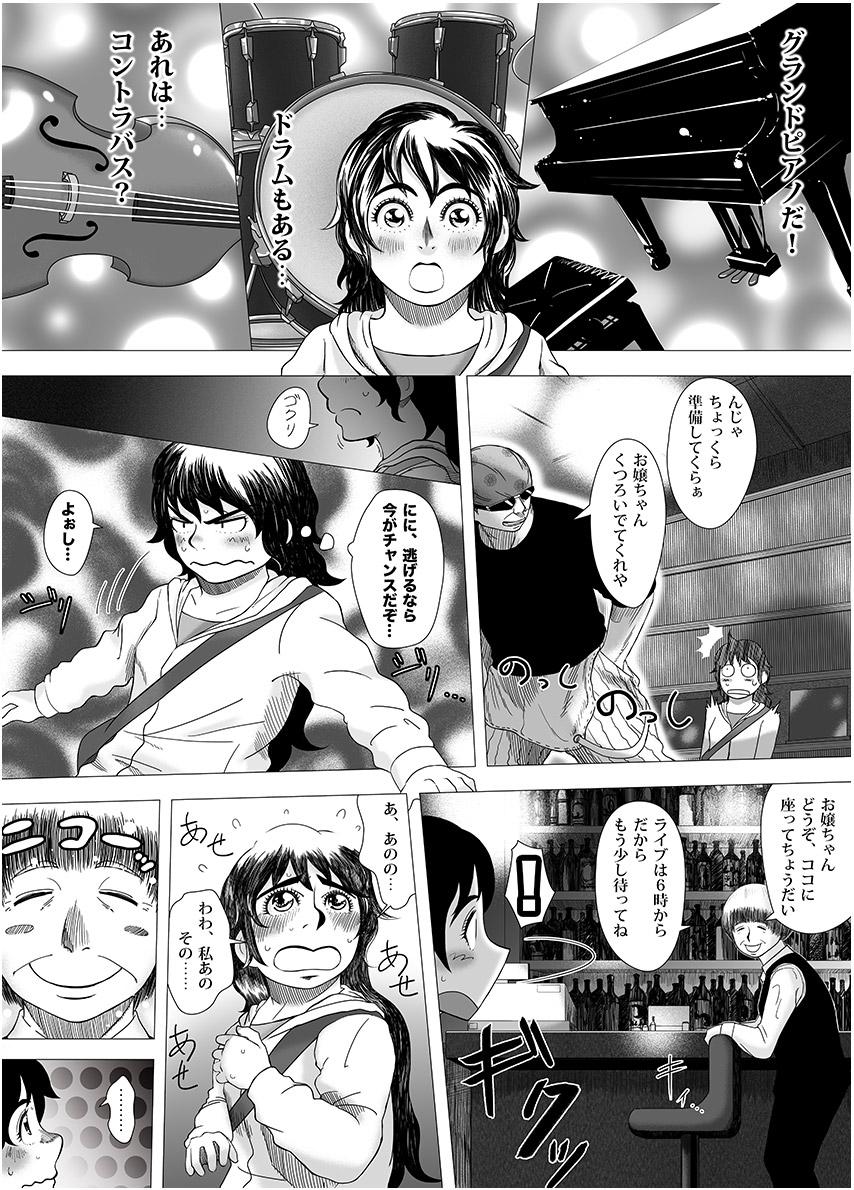 グランドピアノだ！
ドラムもある…
あれは…
コントラバス？
んじゃ
ちょっくら
準備してくらぁ
お嬢ちゃん
くつろいでてくれや
のっし
のっし
ゴクリ
にに、逃げるなら
今がチャンスだぞ…
よぉし…
ソ〜…
お嬢ちゃん
どうぞ、ココに
座ってちょうだい
ライブは６時から
だから
もう少し待ってね
！
ギクッ
キィ…
あ、あのの…
わわ、私あの
その……
あせ
あせ
あせ
あせ
ニコニコーッ
………